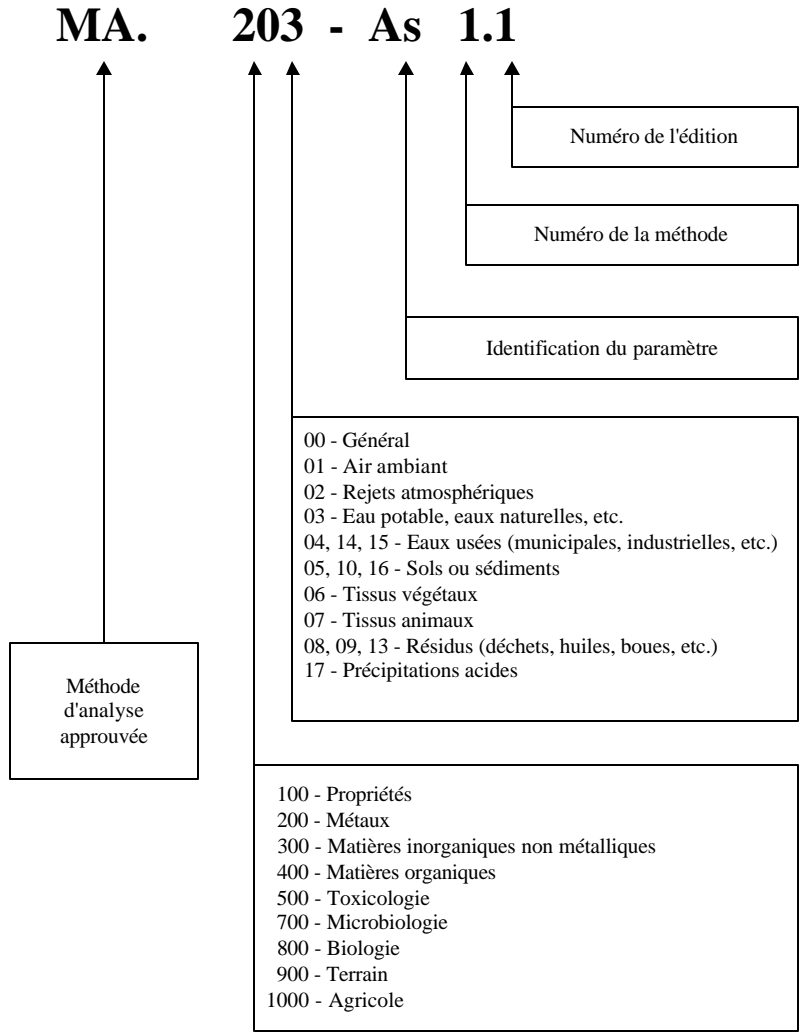 MA. 203 - As 1.1
Numéro de l'édition
Numéro de la méthode
Identification du paramètre
00 - Général
01 - Air ambiant
02 - Rejets atmosphériques
03 - Eau potable, eaux naturelles, etc.
04, 14, 15 - Eaux usées (municipales, industrielles, etc.)
05, 10, 16 - Sols ou sédiments
06 - Tissus végétaux
07 - Tissus animaux
08, 09, 13 - Résidus (déchets, huiles, boues, etc.)
17 - Précipitations acides
Méthode
d'analyse
approuvée
100 - Propriétés
200 - Métaux
300 - Matières inorganiques non métalliques
400 - Matières organiques
500 - Toxicologie
700 - Microbiologie
800 - Biologie
900 - Terrain
1000 - Agricole